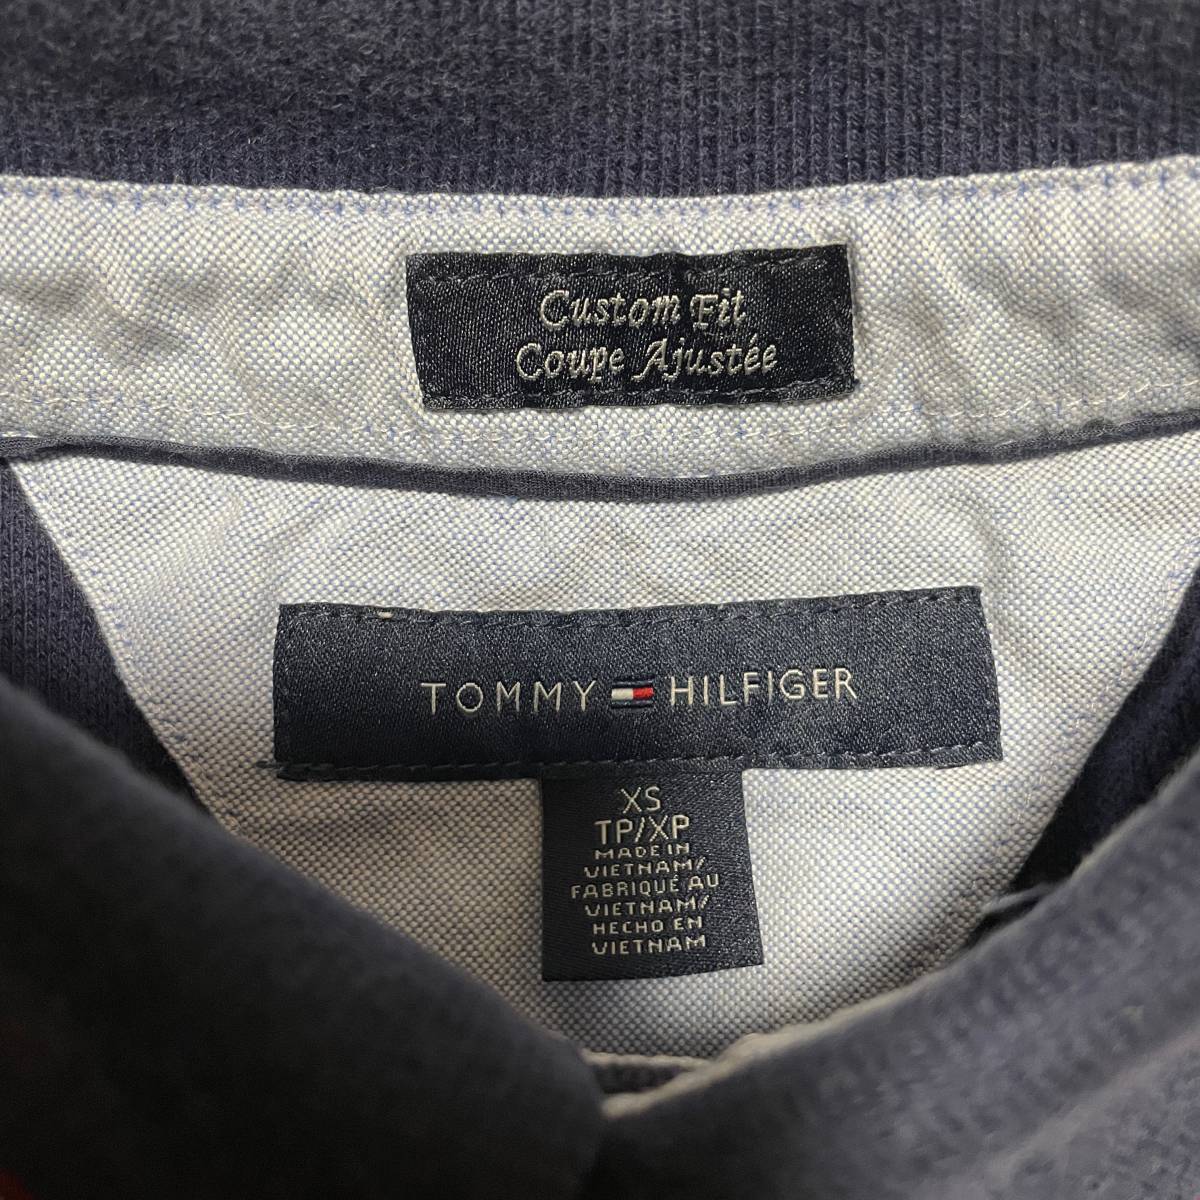 Custom Fit
Coupe Ajustée
TOMMY HILFIGER
XS
TP/XP
MADE IN
VIETNAM/
FABRIQUÉ AU
VIETNAM/
HECHO EN
VIETNAM